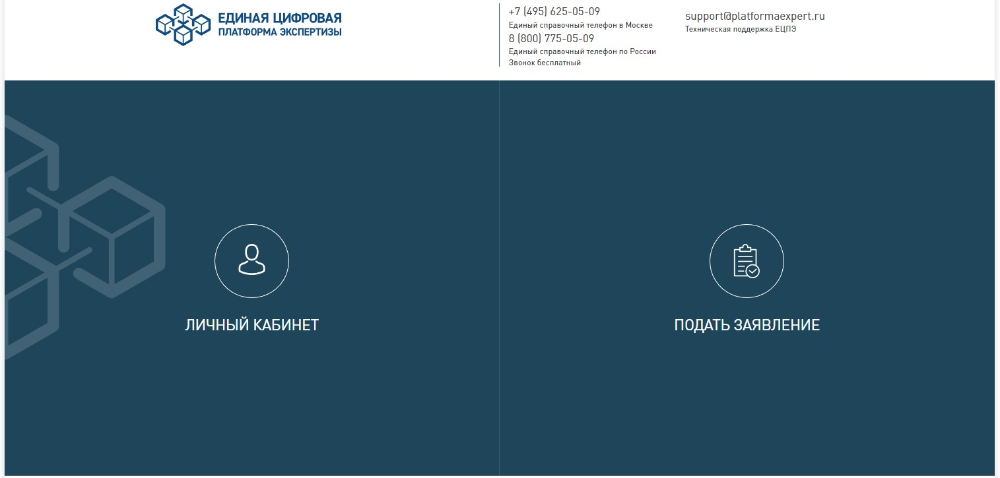 ЕДИНАЯ ЦИФРОВАЯ
ПЛАТФОРМА ЭКСПЕРТИЗЫ
+7 (495) 625-05-09
Единый справочный телефон в Москве
8 (800) 775-05-09
Единый справочный телефон по России
Звонок бесплатный
support@platformaexpert.ru
Техническая поддержка ЕЦПЭ
ЛИЧНЫЙ КАБИНЕТ
ПОДАТЬ ЗАЯВЛЕНИЕ